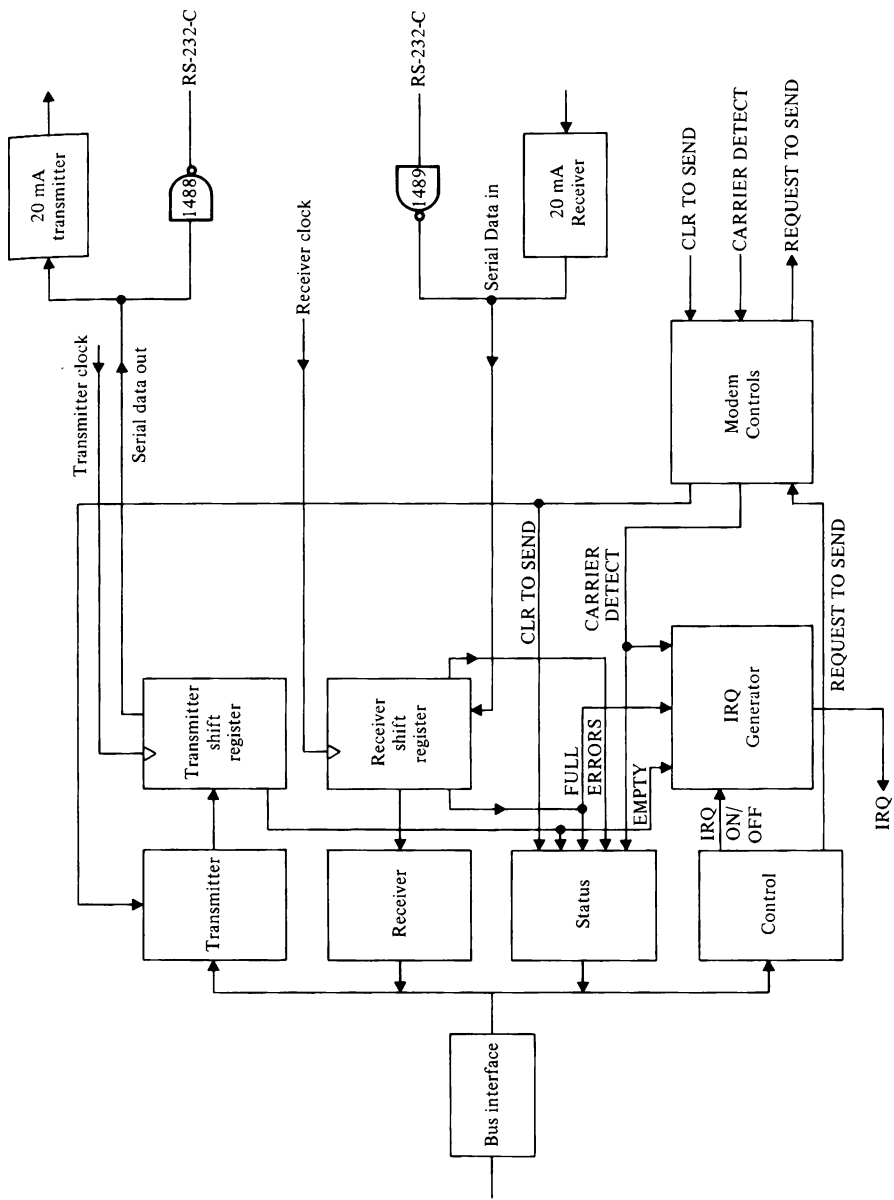 20 mA
transmitter
RS-232-C
1488
Transmitter clock
Serial data out
Receiver clock
RS-232-C
1489
Serial Data in
20 mA
Receiver
CLR TO SEND
CARRIER DETECT
REQUEST TO SEND
Modem
Controls
Transmitter
shift
register
Receiver
shift
register
CLR TO SEND
CARRIER
DETECT
FULL
ERRORS
EMPTY
IRQ
Generator
REQUEST TO SEND
IRQ
ON/
OFF
IRQ
Transmitter
Receiver
Status
Control
Bus interface